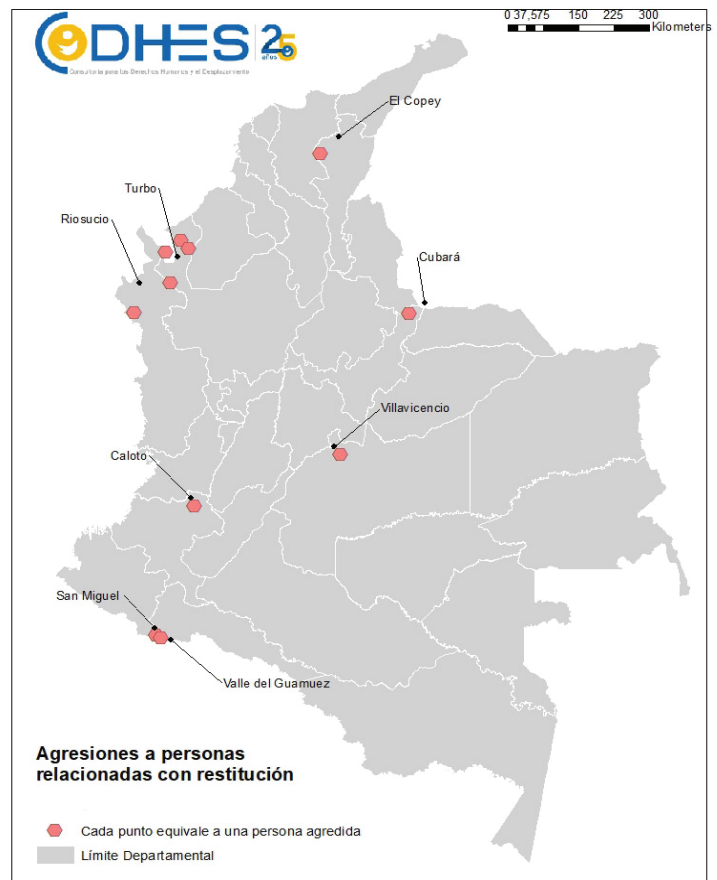 CODHES 25 años
Consultoría para los Derechos Humanos y el Desplazamiento
0 37,575 150 225 300
Kilometers
El Copey
Turbo
Riosucio
Cubará
Villavicencio
Caloto
San Miguel
Valle del Guamuez
Agresiones a personas
relacionadas con restitución
Cada punto equivale a una persona agredida
Límite Departamental